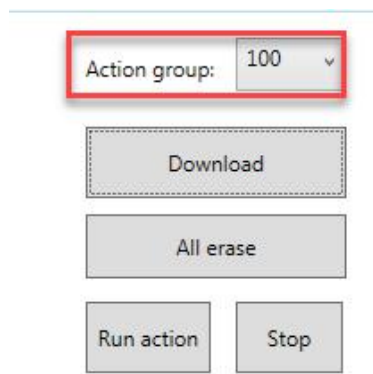 Action group: 100
Download
All erase
Run action Stop